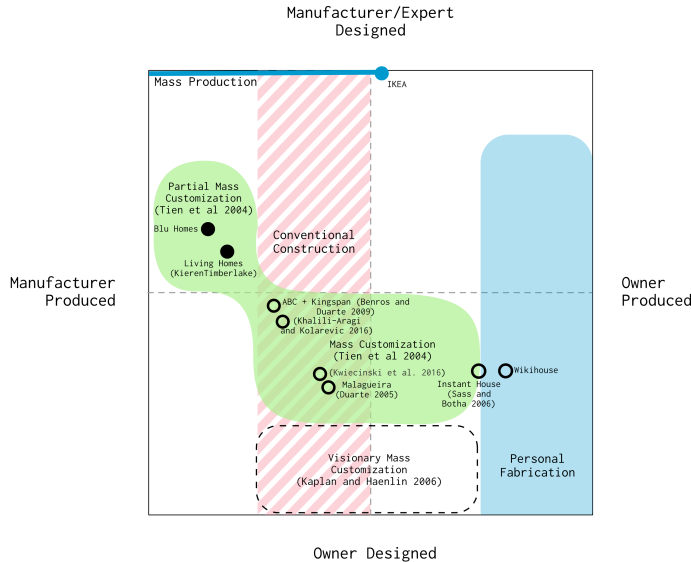 Manufacturer/Expert
Designed
Mass Production
IKEA
Partial Mass
Customization
(Tien et al 2004)
Blu Homes
Living Homes
(KierenTimberlake)
Conventional
Construction
Manufacturer
Produced
Owner
Produced
ABC + Kingspan (Benros and
Duarte 2009)
(Khalili-Aragi
and Kolarevic 2016)
Mass Customization
(Tien et al 2004)
(Kwiecinski et al. 2016)
Malagueira
(Duarte 2005)
Instant House
(Sass and
Botha 2006)
Wikihouse
Visionary Mass
Customization
(Kaplan and Haenlin 2006)
Personal
Fabrication
Owner Designed